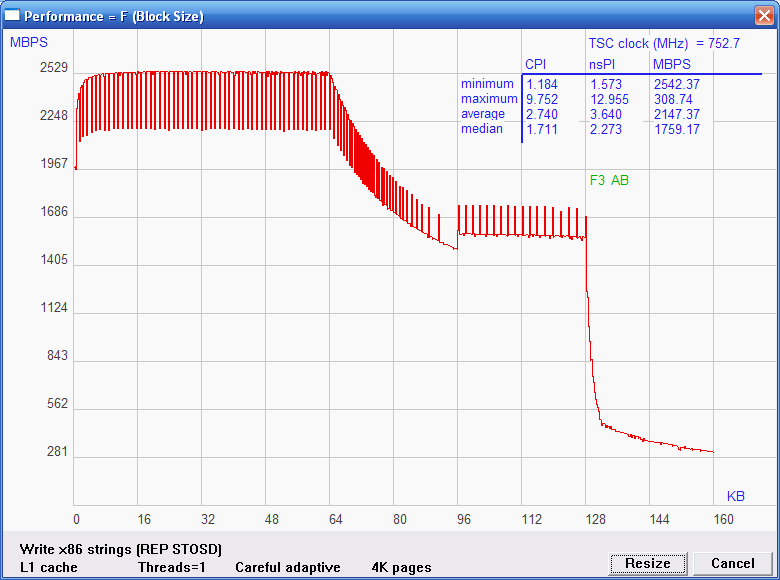 Performance = F (Block Size)
MBPS
TSC clock (MHz) = 752.7
CPI nsPI MBPS
minimum 1.184 1.573 2542.37
maximum 9.752 12.955 308.74
average 2.740 3.640 2147.37
median 1.711 2.273 1759.17
F3 AB
2529
2248
1967
1686
1405
1124
843
562
281
KB
0 16 32 48 64 80 96 112 128 144 160
Write x86 strings (REP STOSD)
L1 cache Threads=1 Careful adaptive 4K pages
Resize Cancel